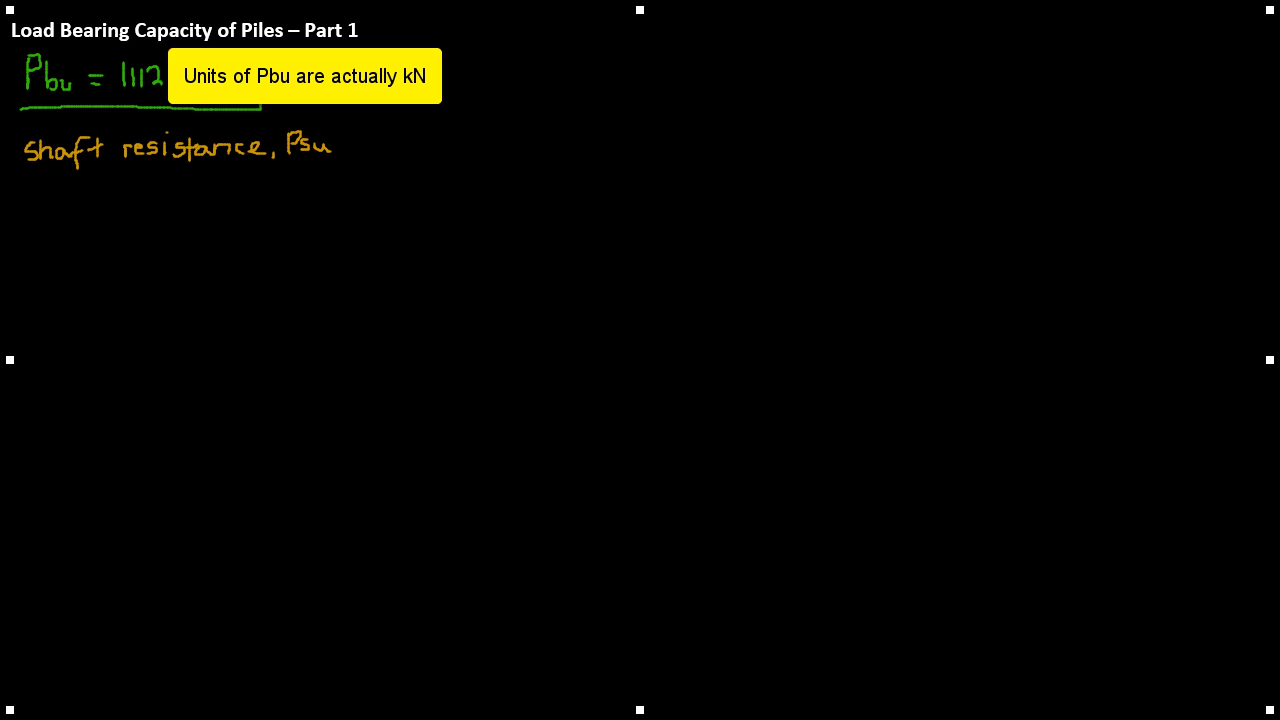 Load Bearing Capacity of Piles – Part 1
Pbu = 1112 Units of Pbu are actually kN
shaft resistance, Psu